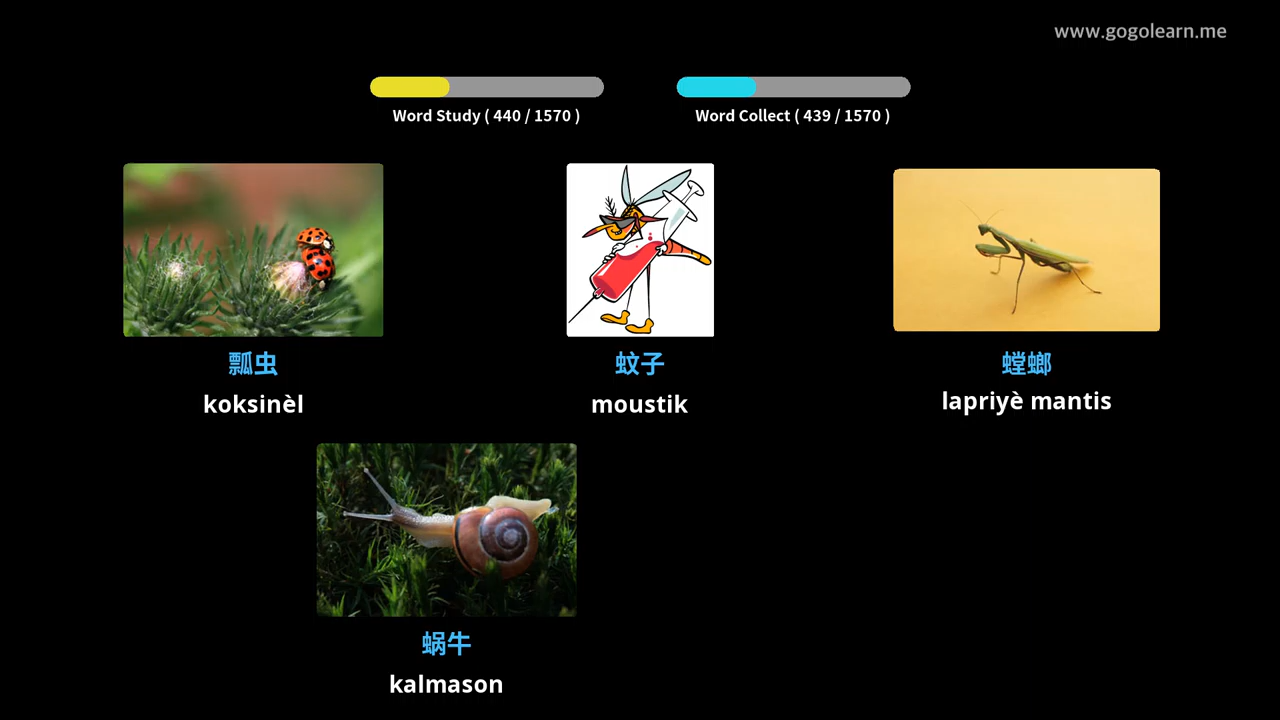 www.gogolearn.me
Word Study ( 440 / 1570 )
Word Collect ( 439 / 1570 )
瓢虫
koksinèl
蚊子
moustik
螳螂
lapriyè mantis
蜗牛
kalmason